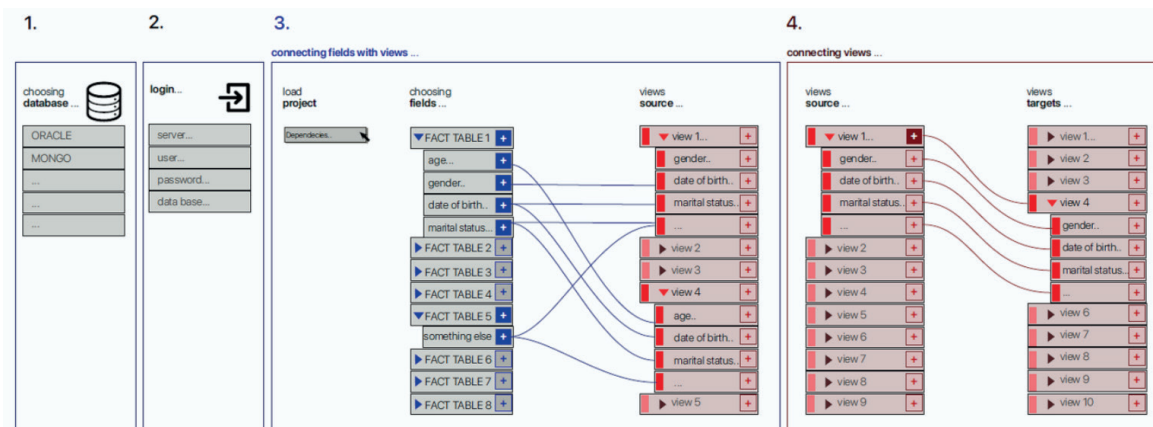 1.
2.
3.
4.
connecting fields with views ...
connecting views ...
choosing
database ...
ORACLE
MONGO
...
...
...
login...
server...
user...
password...
data base...
load
project
Dependecies...
choosing
fields ...
FACT TABLE 1 +
age... +
gender.. +
date of birth.. +
marital status... +
FACT TABLE 2 +
FACT TABLE 3 +
FACT TABLE 4 +
FACT TABLE 5 +
something else +
FACT TABLE 6 +
FACT TABLE 7 +
FACT TABLE 8 +
views
source ...
view 1... +
gender.. +
date of birth.. +
marital status... +
... +
view 2 +
view 3 +
view 4 +
age.. +
date of birth.. +
marital status.. +
... +
view 5 +
views
source ...
view 1... +
gender.. +
date of birth.. +
marital status... +
... +
view 2 +
view 3 +
view 4 +
view 5 +
view 6 +
view 7 +
view 8 +
view 9 +
views
targets ...
view 1... +
view 2 +
view 3 +
view 4 +
gender.. +
date of birth.. +
marital status... +
... +
view 6 +
view 7 +
view 8 +
view 9 +
view 10 +